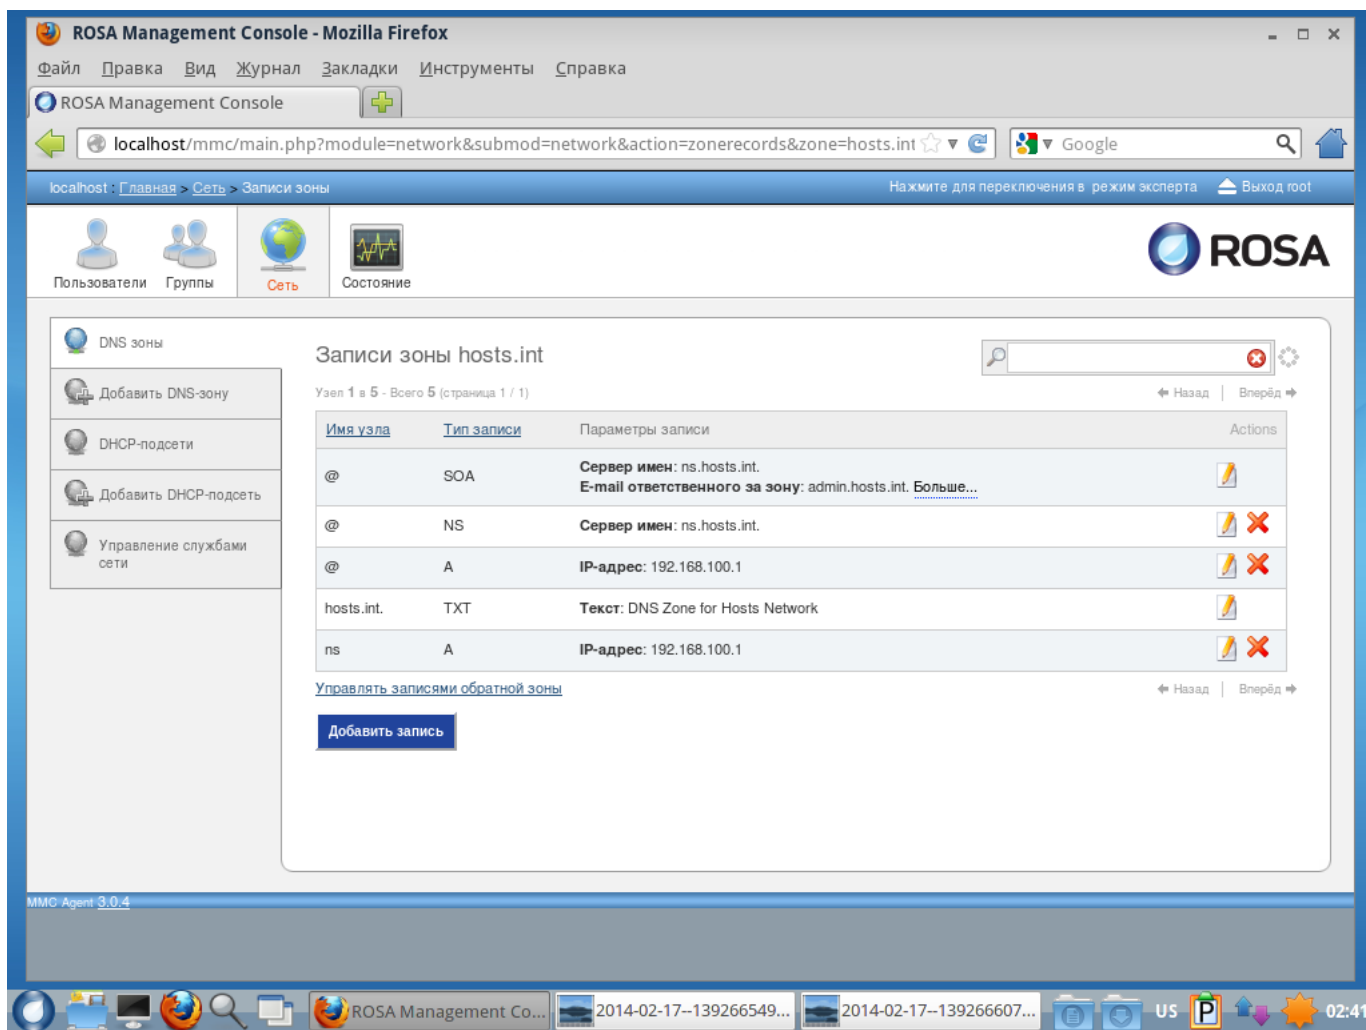 ROSA Management Console - Mozilla Firefox
Файл Правка Вид Журнал Закладки Инструменты Справка
ROSA Management Console
localhost/mmc/main.php?module=network&submod=network&action=zonerecords&zone=hosts.int Google
localhost : Главная > Сеть > Записи зоны Нажмите для переключения в режим эксперта Выход root
Пользователи Группы Сеть Состояние
ROSA
DNS зоны
Добавить DNS-зону
DHCP-подсети
Добавить DHCP-подсеть
Управление службами
сети
Записи зоны hosts.int
Узел 1 в 5 - Всего 5 (страница 1 / 1) Назад | Вперёд
Имя узла Тип записи Параметры записи Actions
@ SOA Сервер имен: ns.hosts.int.
E-mail ответственного за зону: admin.hosts.int. Больше...
@ NS Сервер имен: ns.hosts.int.
@ A IP-адрес: 192.168.100.1
hosts.int. TXT Текст: DNS Zone for Hosts Network
ns A IP-адрес: 192.168.100.1
Управлять записями обратной зоны Назад | Вперёд
Добавить запись
MMC Agent 3.0.4
ROSA Management Co... 2014-02-17--139266549... 2014-02-17--139266607... US P 02:41